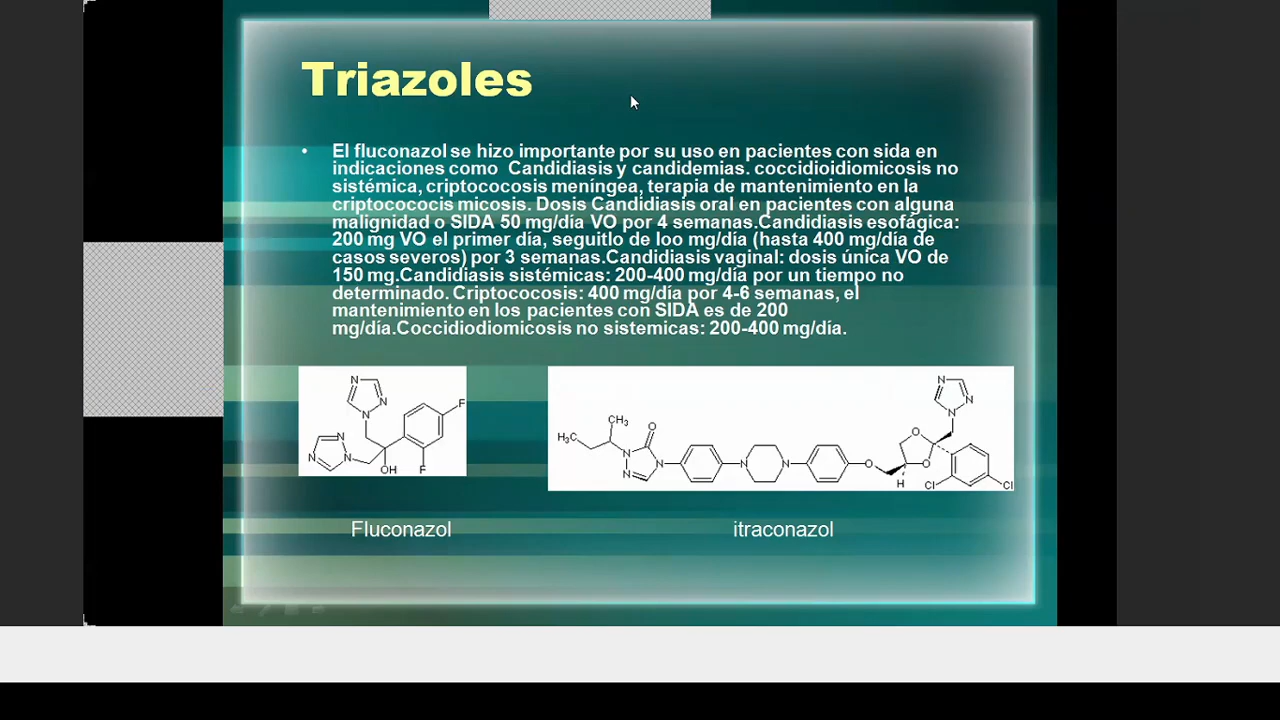 Triazoles
• El fluconazol se hizo importante por su uso en pacientes con sida en
indicaciones como Candidiasis y candidemias. coccidioidiomicosis no
sistémica, criptococosis meníngea, terapia de mantenimiento en la
criptocococis micosis. Dosis Candidiasis oral en pacientes con alguna
malignidad o SIDA 50 mg/día VO por 4 semanas.Candidiasis esofágica:
200 mg VO el primer día, seguitlo de loo mg/día (hasta 400 mg/día de
casos severos) por 3 semanas.Candidiasis vaginal: dosis única VO de
150 mg.Candidiasis sistémicas: 200-400 mg/día por un tiempo no
determinado. Criptococosis: 400 mg/día por 4-6 semanas, el
mantenimiento en los pacientes con SIDA es de 200
mg/día.Coccidiodiomicosis no sistemicas: 200-400 mg/día.
N
N
N
F
N
N
N
OH
F
CH₃
H₃C
O
N
N
N
N
N
O
H
O
O
N
N
N
Cl
Cl
Fluconazol
itraconazol